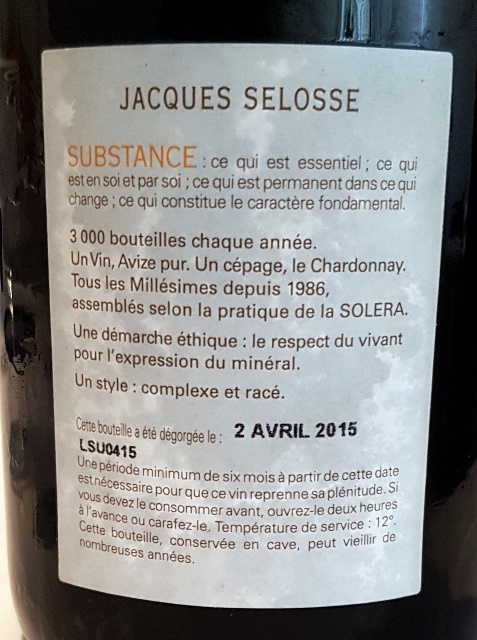 JACQUES SELOSSE
SUBSTANCE : ce qui est essentiel ; ce qui
est en soi et par soi ; ce qui est permanent dans ce qui
change ; ce qui constitue le caractère fondamental.
3 000 bouteilles chaque année.
Un Vin, Avize pur. Un cépage, le Chardonnay.
Tous les Millésimes depuis 1986,
assemblés selon la pratique de la SOLERA.
Une démarche éthique : le respect du vivant
pour l'expression du minéral.
Un style : complexe et racé.
Cette bouteille a été dégorgée le : 2 AVRIL 2015
LSU0415
Une période minimum de six mois à partir de cette date
est nécessaire pour que ce vin reprenne sa plénitude. Si
vous devez le consommer avant, ouvrez-le deux heures
à l'avance ou carafez-le. Température de service : 12°.
Cette bouteille, conservée en cave, peut vieillir de
nombreuses années.